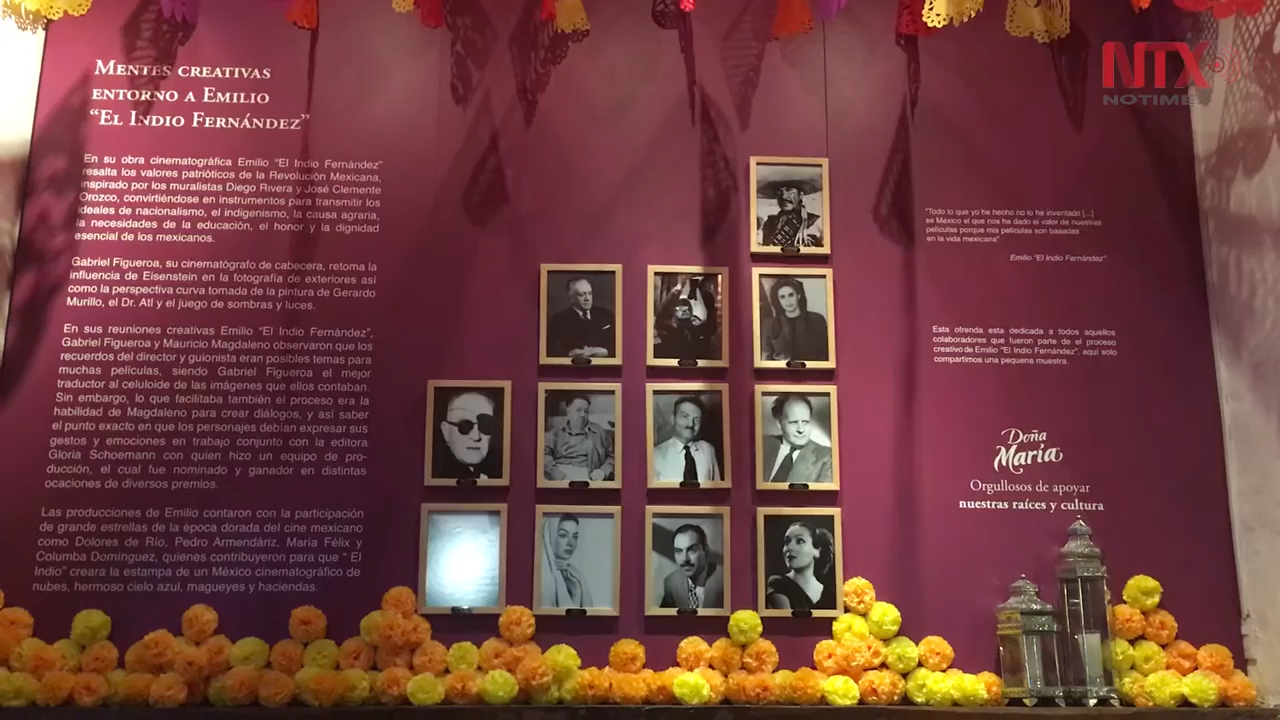 MENTES CREATIVAS
ENTORNO A EMILIO
“EL INDIO FERNÁNDEZ”
En su obra cinematográfica Emilio “El Indio Fernández”
resalta los valores patrióticos de la Revolución Mexicana,
inspirado por los muralistas Diego Rivera y José Clemente
Orozco, convirtiéndose en instrumentos para transmitir los
ideales de nacionalismo, el indigenismo, la causa agraria,
la necesidades de la educación, el honor y la dignidad
esencial de los mexicanos.
Gabriel Figueroa, su cinematógrafo de cabecera, retoma la
influencia de Eisenstein en la fotografía de exteriores así
como la perspectiva curva tomada de la pintura de Gerardo
Murillo, el Dr. Atl y el juego de sombras y luces.
En sus reuniones creativas Emilio “El Indio Fernández”,
Gabriel Figueroa y Mauricio Magdaleno observaron que los
recuerdos del director y guionista eran posibles temas para
muchas películas, siendo Gabriel Figueroa el mejor
traductor al celuloide de las imágenes que ellos contaban.
Sin embargo, lo que facilitaba también el proceso era la
habilidad de Magdaleno para crear diálogos, y así saber
el punto exacto en que los personajes debían expresar sus
gestos y emociones en trabajo conjunto con la editora
Gloria Schoemann con quien hizo un equipo de pro-
ducción, el cual fue nominado y ganador en distintas
ocaciones de diversos premios.
Las producciones de Emilio contaron con la participación
de grande estrellas de la época dorada del cine mexicano
como Dolores de Río, Pedro Armendáriz, María Félix y
Columba Domínguez, quienes contribuyeron para que “ El
Indio” creara la estampa de un México cinematográfico de
nubes, hermoso cielo azul, magueyes y haciendas.
"Todo lo que yo he hecho no lo he inventado [...]
es México el que nos ha dado el valor de nuestras
películas porque mis películas son basadas
en la vida mexicana"
Emilio "El Indio Fernández"
Esta ofrenda esta dedicada a todos aquellos
colaboradores que fueron parte del proceso
creativo de Emilio "El Indio Fernández", aquí solo
compartimos una pequeña muestra.
Doña
María
Orgullosos de apoyar
nuestras raíces y cultura
NTX
NOTIME